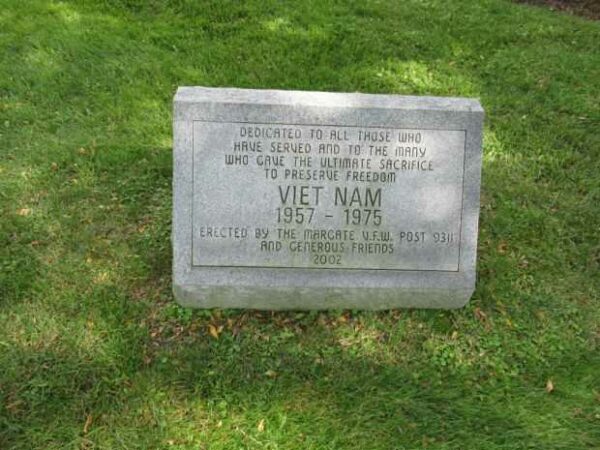 DEDICATED TO ALL THOSE WHO
HAVE SERVED AND TO THE MANY
WHO GAVE THE ULTIMATE SACRIFICE
TO PRESERVE FREEDOM
VIET NAM
1957 - 1975
ERECTED BY THE MARGATE V.F.W. POST 9311
AND GENEROUS FRIENDS
2002